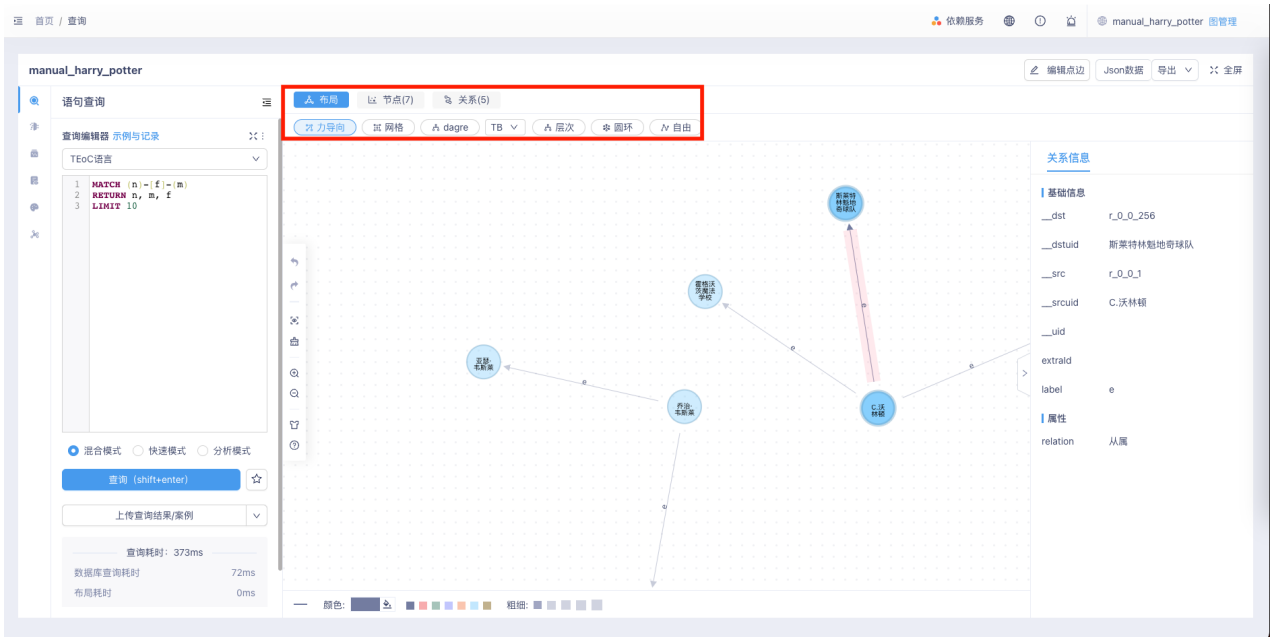 首页 / 查询
依赖服务
manual_harry_potter 图管理
manual_harry_potter
编辑点边
Json数据
导出
全屏
语句查询
布局
节点(7)
关系(5)
力导向
网格
dagre
TB
层次
圆环
自由
查询编辑器 示例与记录
TEoC语言
1 MATCH (n)-[f]-(m)
2 RETURN n, m, f
3 LIMIT 10
混合模式
快速模式
分析模式
查询（shift+enter）
上传查询结果/案例
查询耗时：373ms
数据库查询耗时 72ms
布局耗时 0ms
斯莱特
林魁地
奇球队
霍格沃
茨魔法
学校
亚瑟·
韦斯莱
乔治·
韦斯莱
C.沃
林顿
e
e
e
e
e
颜色:
粗细:
关系信息
基础信息
__dst r_0_0_256
__dstuid 斯莱特林魁地奇球队
__src r_0_0_1
__srcuid C.沃林顿
__uid
extraId
label e
属性
relation 从属